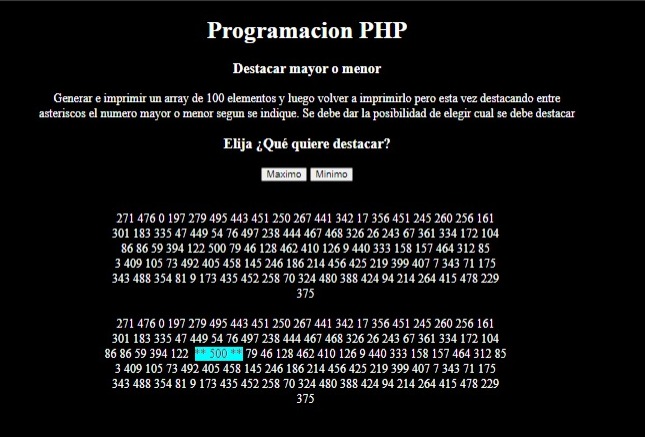 Programacion PHP
Destacar mayor o menor
Generar e imprimir un array de 100 elementos y luego volver a imprimirlo pero esta vez destacando entre
asteriscos el numero mayor o menor segun se indique. Se debe dar la posibilidad de elegir cual se debe destacar
Elija ¿Qué quiere destacar?
Maximo Minimo
271 476 0 197 279 495 443 451 250 267 441 342 17 356 451 245 260 256 161
301 183 335 47 449 54 76 497 238 444 467 468 326 26 243 67 361 334 172 104
86 86 59 394 122 500 79 46 128 462 410 126 9 440 333 158 157 464 312 85
3 409 105 73 492 405 458 145 246 186 214 456 425 219 399 407 7 343 71 175
343 488 354 81 9 173 435 452 258 70 324 480 388 424 94 214 264 415 478 229
375
271 476 0 197 279 495 443 451 250 267 441 342 17 356 451 245 260 256 161
301 183 335 47 449 54 76 497 238 444 467 468 326 26 243 67 361 334 172 104
86 86 59 394 122 ** 500 ** 79 46 128 462 410 126 9 440 333 158 157 464 312 85
3 409 105 73 492 405 458 145 246 186 214 456 425 219 399 407 7 343 71 175
343 488 354 81 9 173 435 452 258 70 324 480 388 424 94 214 264 415 478 229
375